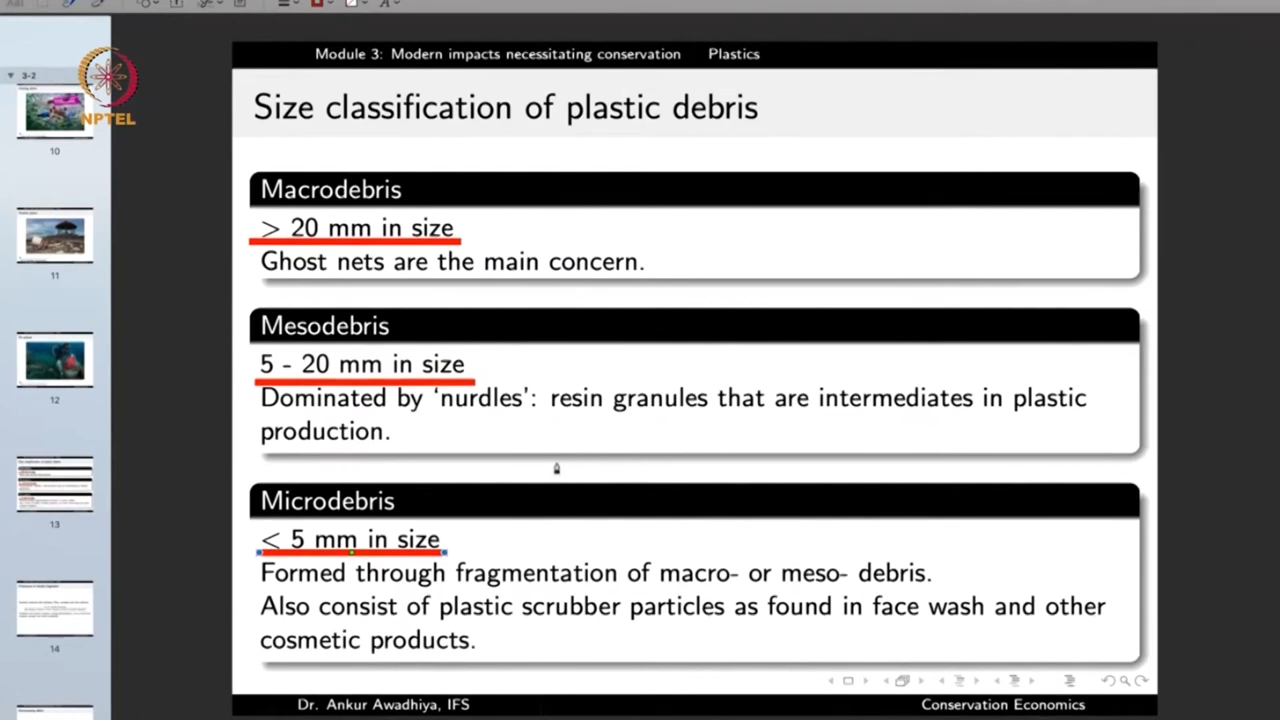 Module 3: Modern impacts necessitating conservation Plastics
3-2
NPTEL
Size classification of plastic debris
10
Macrodebris
> 20 mm in size
Ghost nets are the main concern.
11
Mesodebris
5 - 20 mm in size
Dominated by ‘nurdles’: resin granules that are intermediates in plastic
production.
12
Microdebris
< 5 mm in size
13
Formed through fragmentation of macro- or meso- debris.
Also consist of plastic scrubber particles as found in face wash and other
cosmetic products.
14
Dr. Ankur Awadhiya, IFS Conservation Economics